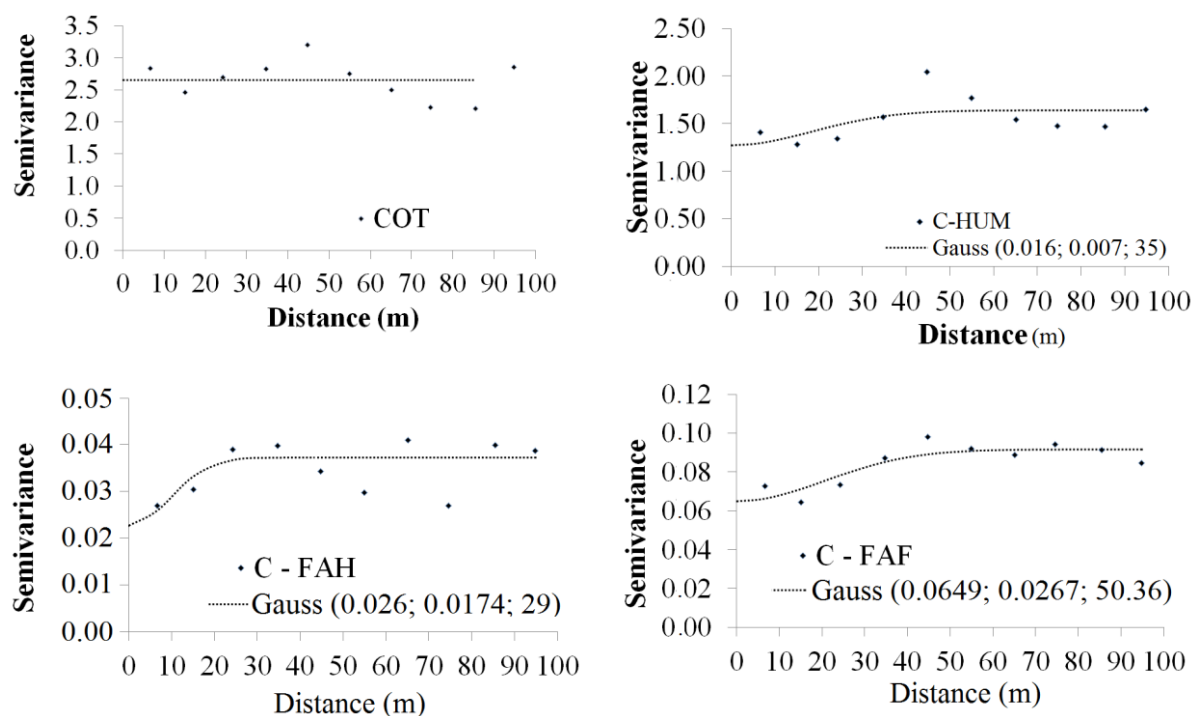 Semivariance
3.5
3.0
2.5
2.0
1.5
1.0
0.5
0.0
COT
0 10 20 30 40 50 60 70 80 90 100
Distance (m)
Semivariance
2.50
2.00
1.50
1.00
0.50
0.00
C-HUM
Gauss (0.016; 0.007; 35)
0 10 20 30 40 50 60 70 80 90 100
Distance (m)
Semivariance
0.05
0.04
0.03
0.02
0.01
0.00
C - FAH
Gauss (0.026; 0.0174; 29)
0 10 20 30 40 50 60 70 80 90 100
Distance (m)
Semivariance
0.12
0.10
0.08
0.06
0.04
0.02
0.00
C - FAF
Gauss (0.0649; 0.0267; 50.36)
0 10 20 30 40 50 60 70 80 90 100
Distance (m)